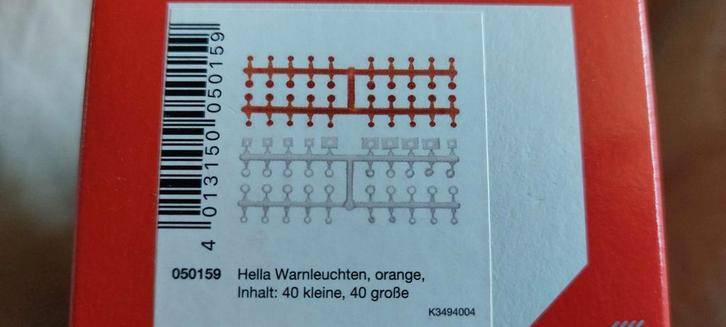 4 013150 050159
050159 Hella Warnleuchten, orange,
Inhalt: 40 kleine, 40 große
K3494004